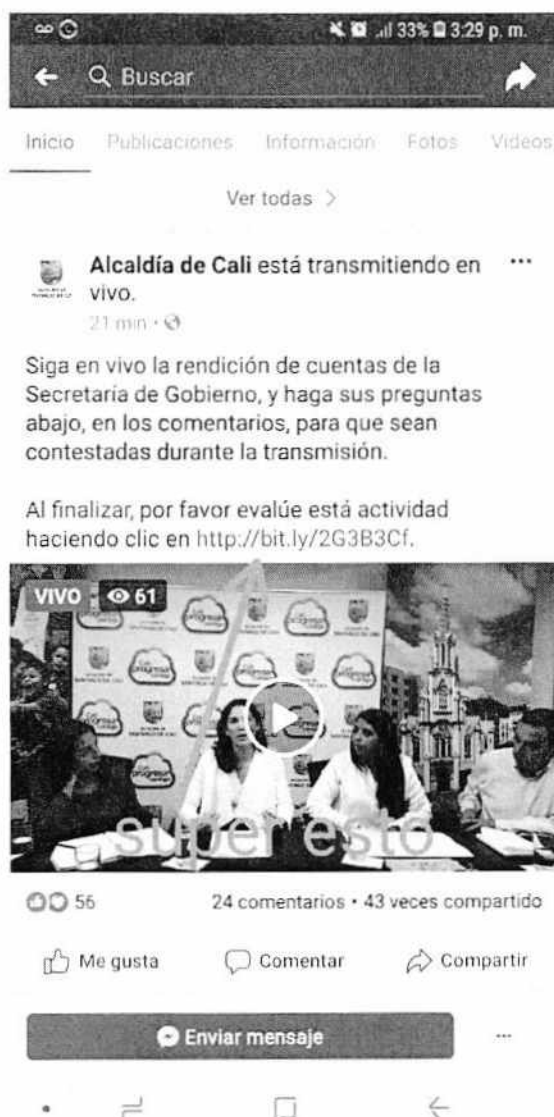 33% 3:29 p. m.
Buscar
Inicio Publicaciones Información Fotos Videos
Ver todas >
Alcaldía de Cali está transmitiendo en
vivo.
21 min •
Siga en vivo la rendición de cuentas de la
Secretaría de Gobierno, y haga sus preguntas
abajo, en los comentarios, para que sean
contestadas durante la transmisión.
Al finalizar, por favor evalúe está actividad
haciendo clic en http://bit.ly/2G3B3Cf.
VIVO 61
super esto
56 24 comentarios • 43 veces compartido
Me gusta Comentar Compartir
Enviar mensaje ...